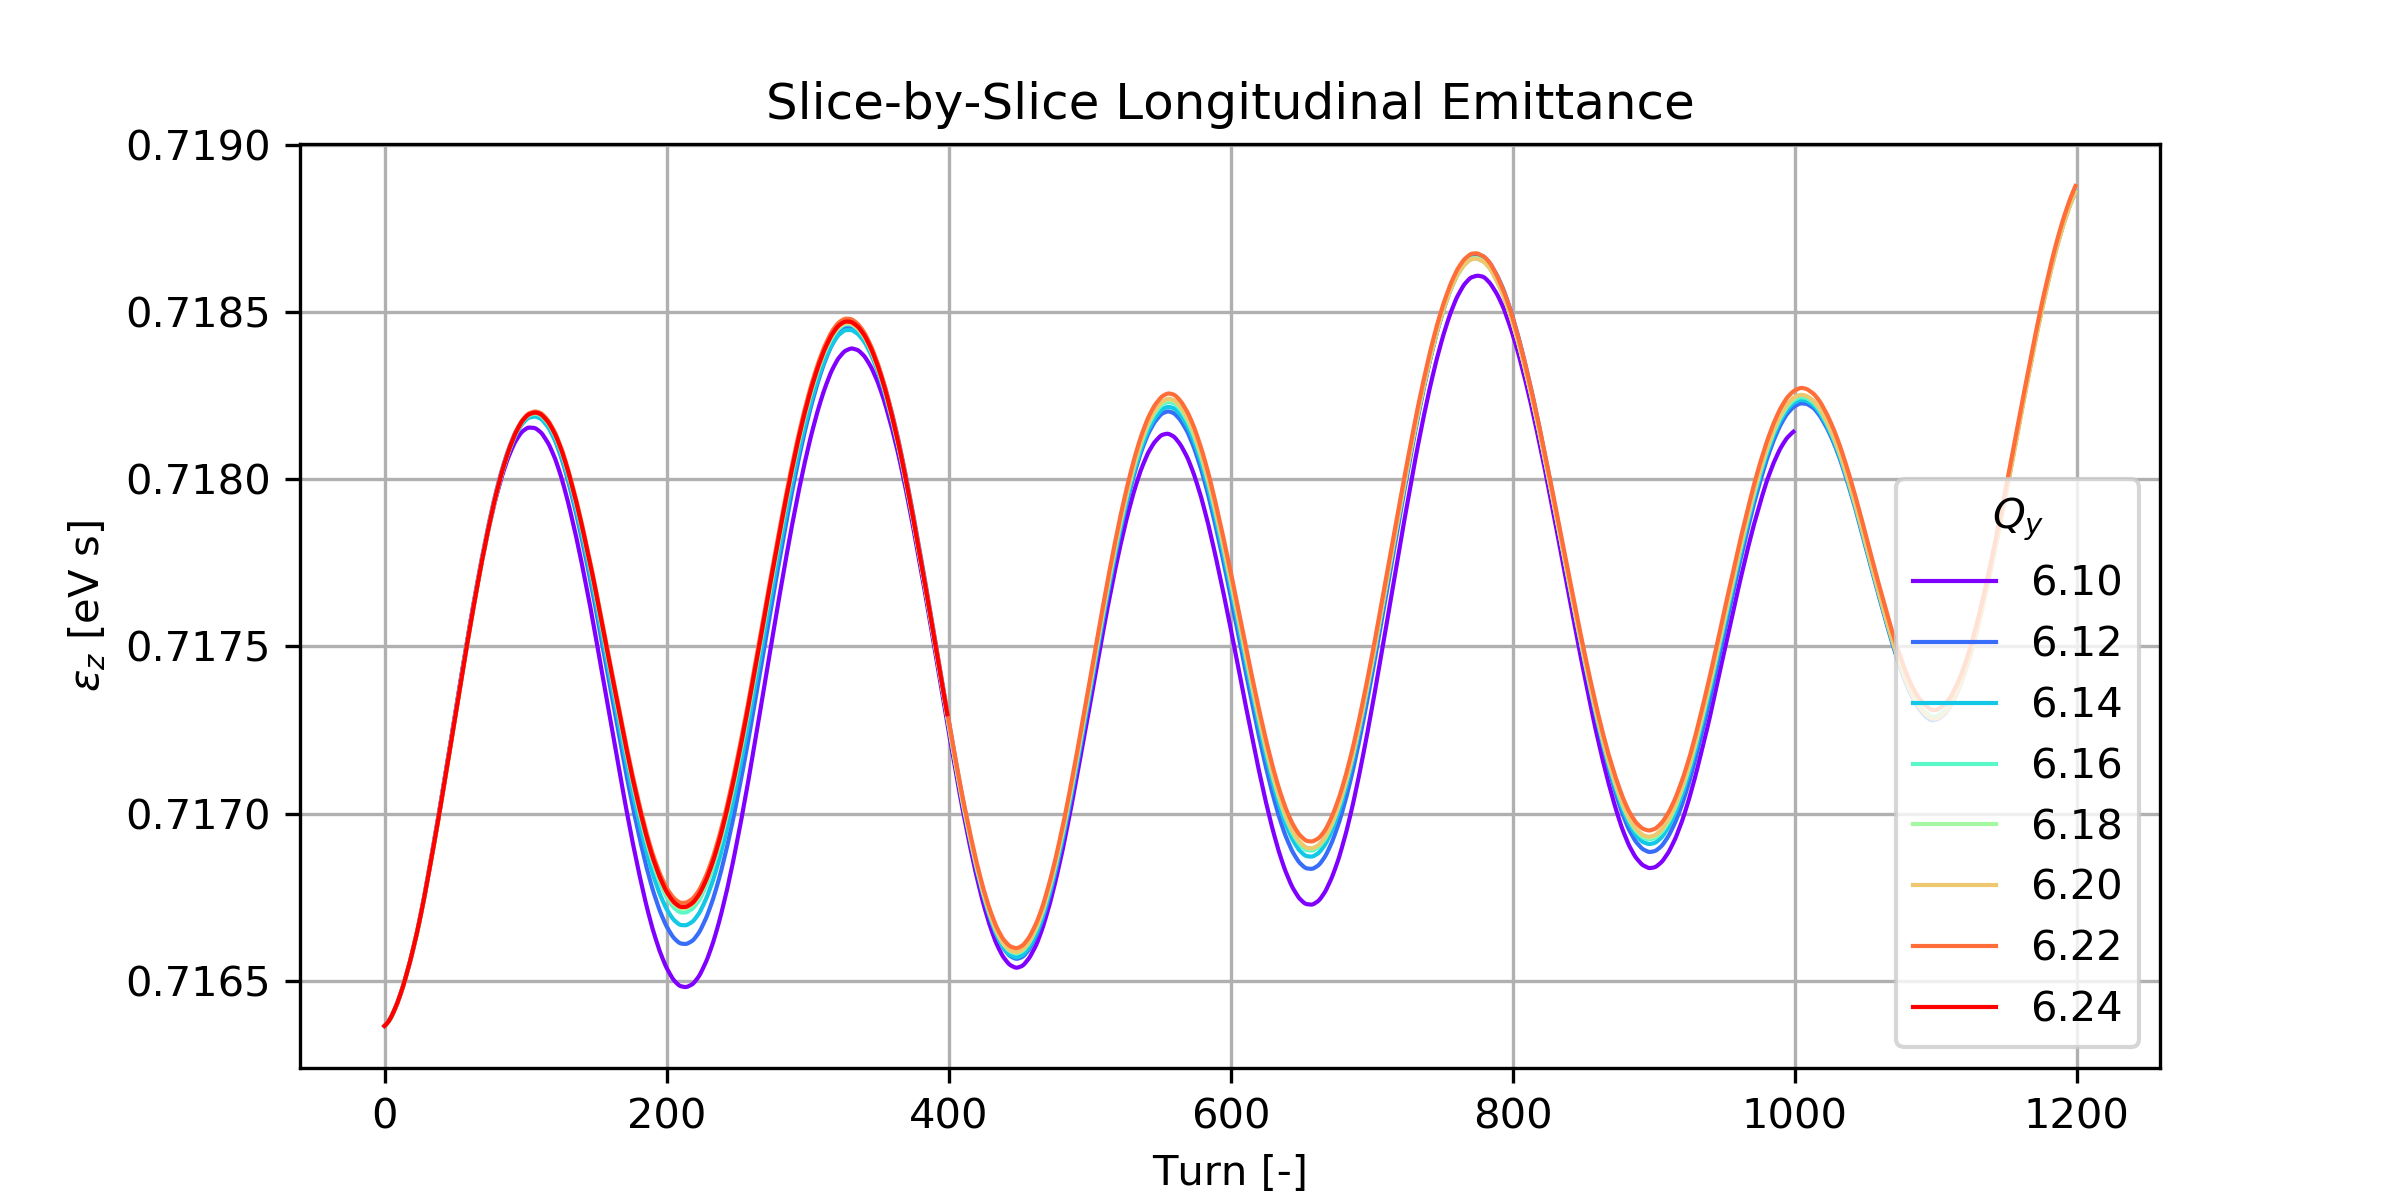 Slice-by-Slice Longitudinal Emittance
0.7190
0.7185
0.7180
0.7175
0.7170
0.7165
εz [eV s]
Qy
6.10
6.12
6.14
6.16
6.18
6.20
6.22
6.24
0 200 400 600 800 1000 1200
Turn [-]